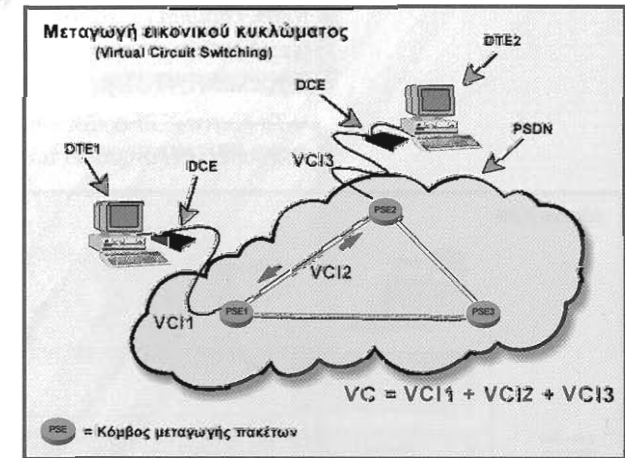 Μεταγωγή εικονικού κυκλώματος
(Virtual Circuit Switching)
DTE2
DCE
PSDN
DTE1
DCE
VCI3
PSE2
VCI2
PSE1
PSE3
VCI1
VC = VCI1 + VCI2 + VCI3
PSE = Κόμβος μεταγωγής πακέτων